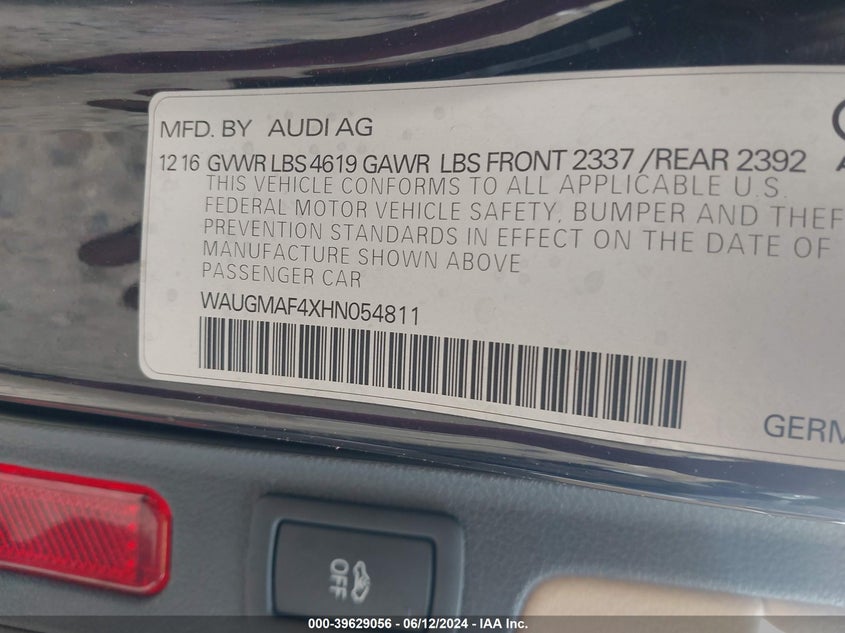 MFD. BY AUDI AG
12 16 GVWR LBS 4619 GAWR LBS FRONT 2337 /REAR 2392
THIS VEHICLE CONFORMS TO ALL APPLICABLE U.S.
FEDERAL MOTOR VEHICLE SAFETY, BUMPER AND THEF
PREVENTION STANDARDS IN EFFECT ON THE DATE OF
MANUFACTURE SHOWN ABOVE
PASSENGER CAR
WAUGMAF4XHN054811
GERM
OFF
000-39629056 - 06/12/2024 - IAA Inc.